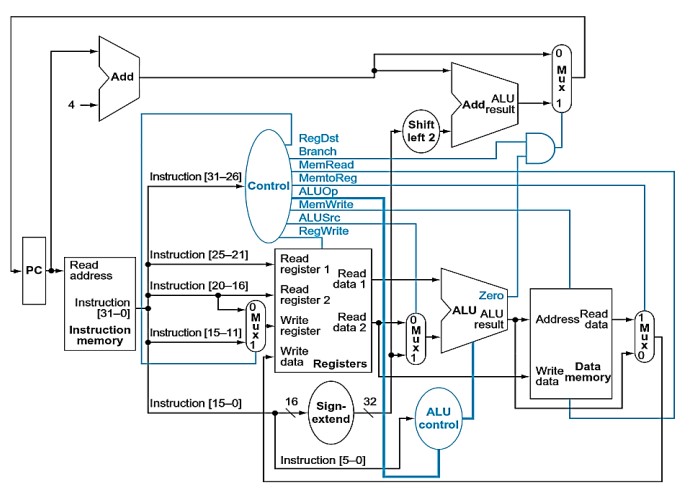 Add
4
0
M
u
x
1
Add
ALU
result
Shift
left 2
RegDst
Branch
MemRead
MemtoReg
ALUOp
MemWrite
ALUSrc
RegWrite
Control
Instruction [31–26]
Instruction [25–21]
Instruction [20–16]
Instruction [15–11]
Instruction [15–0]
Instruction [5–0]
PC
Read
address
Instruction
[31–0]
Instruction
memory
0
M
u
x
1
Read
register 1
Read
register 2
Write
register
Write
data
Read
data 1
Read
data 2
Registers
0
M
u
x
1
Zero
ALU
ALU
result
Address
Read
data
Write
data
Data
memory
1
M
u
x
0
16
Sign-
extend
32
ALU
control